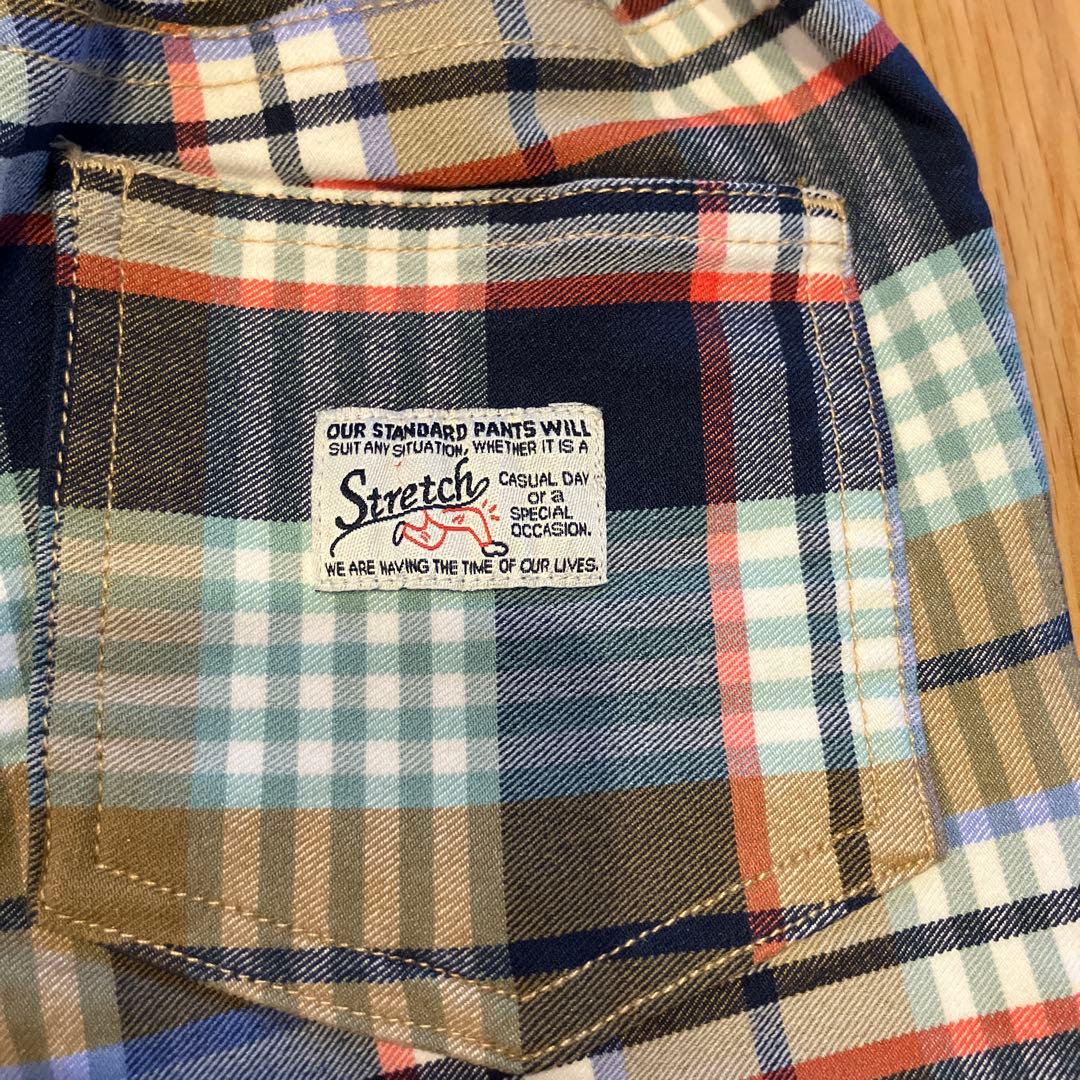 OUR STANDARD PANTS WILL
SUIT ANY SITUATION, WHETHER IT IS A
Stretch
CASUAL DAY
or a
SPECIAL
OCCASION.
WE ARE HAVING THE TIME OF OUR LIVES.